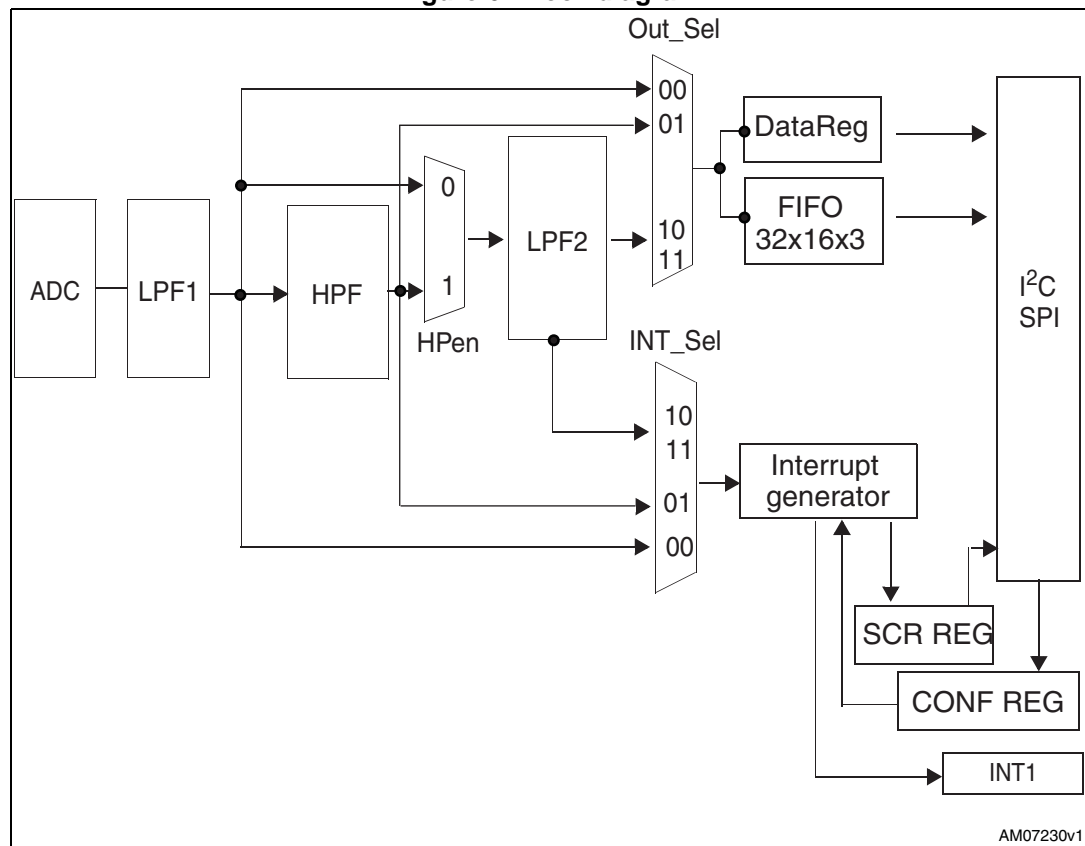 Out_Sel
00
01
DataReg
0
FIFO
32x16x3
10
11
LPF2
ADC
LPF1
HPF
1
I²C
SPI
HPen
INT_Sel
10
11
Interrupt
generator
01
00
SCR REG
CONF REG
INT1
AM07230v1